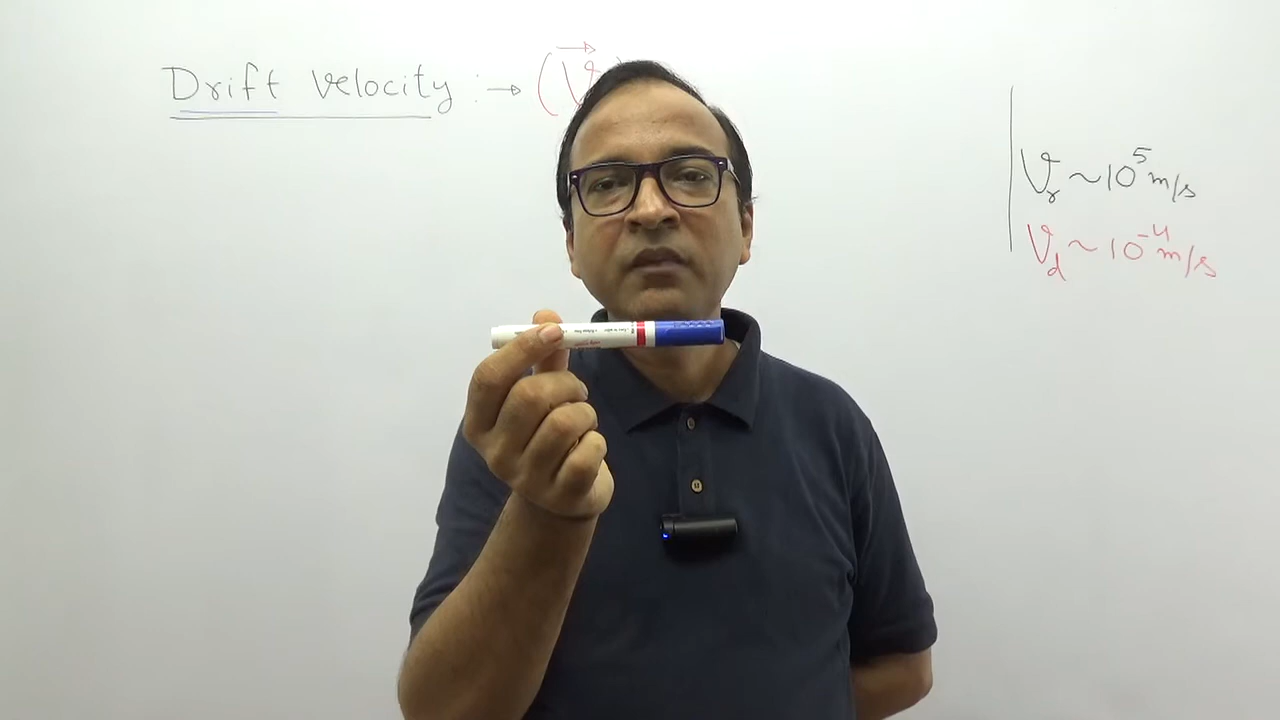 Drift velocity :→ (V
Vr ~ 10⁵ m/s
Vd ~ 10⁻⁴ m/s